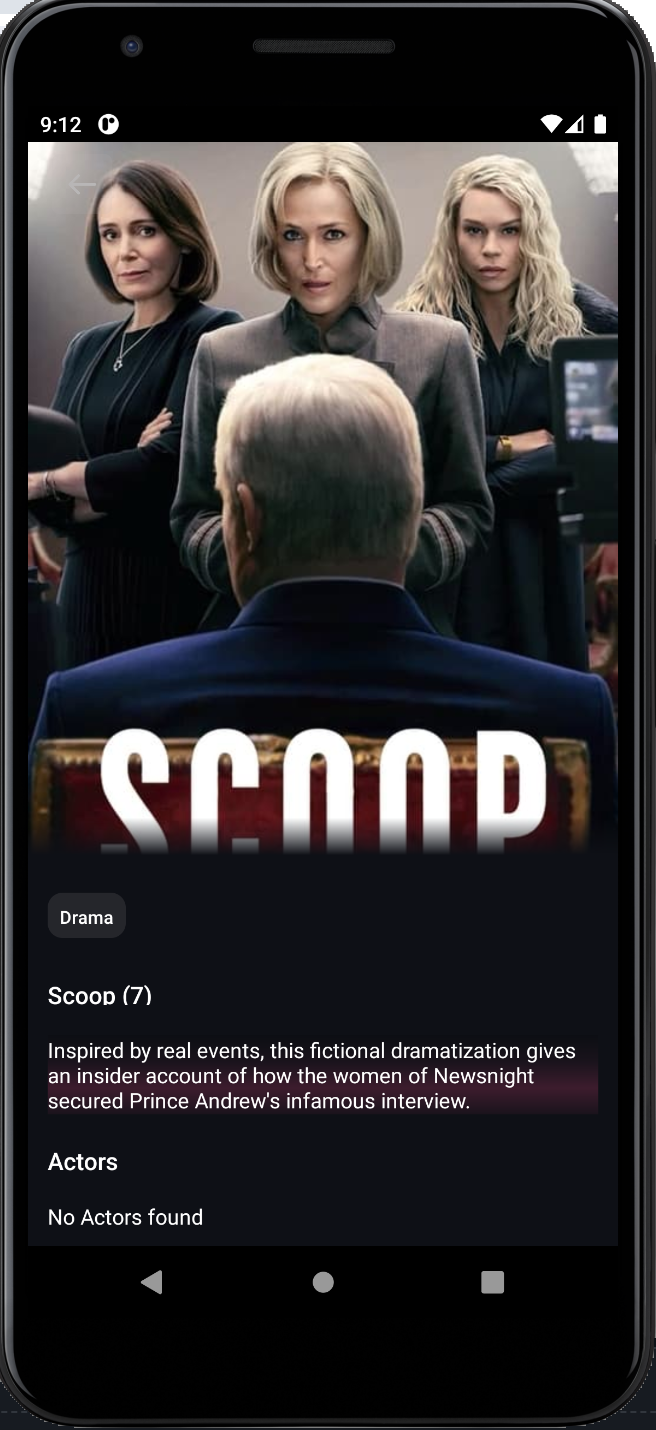 9:12
SCOOP
Drama
Scoop (7)
Inspired by real events, this fictional dramatization gives
an insider account of how the women of Newsnight
secured Prince Andrew's infamous interview.
Actors
No Actors found